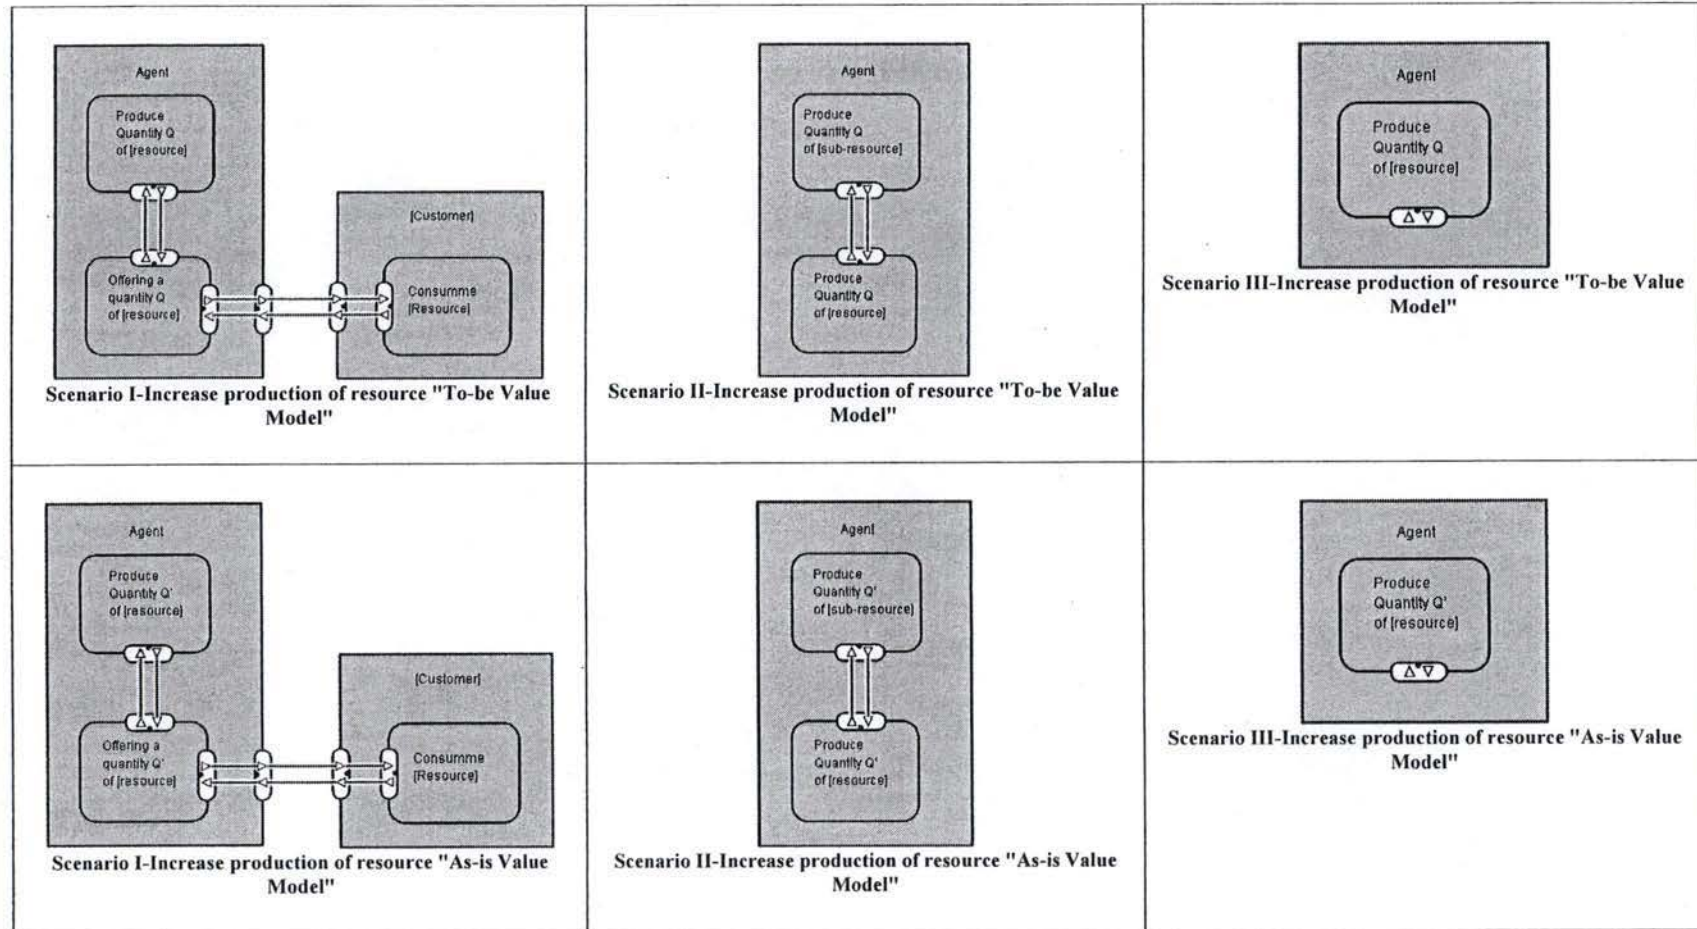 Agent
Produce
Quantity Q
of [resource]
Offering a
quantity Q
of [resource]
[Customer]
Consumme
[Resource]
Scenario I-Increase production of resource "To-be Value
Model"
Agent
Produce
Quantity Q
of [sub-resource]
Produce
Quantity Q
of [resource]
Scenario II-Increase production of resource "To-be Value
Model"
Agent
Produce
Quantity Q
of [resource]
Scenario III-Increase production of resource "To-be Value
Model"
Agent
Produce
Quantity Q'
of [resource]
Offering a
quantity Q'
of [resource]
[Customer]
Consumme
[Resource]
Scenario I-Increase production of resource "As-is Value
Model"
Agent
Produce
Quantity Q'
of [sub-resource]
Produce
Quantity Q'
of [resource]
Scenario II-Increase production of resource "As-is Value
Model"
Agent
Produce
Quantity Q'
of [resource]
Scenario III-Increase production of resource "As-is Value
Model"